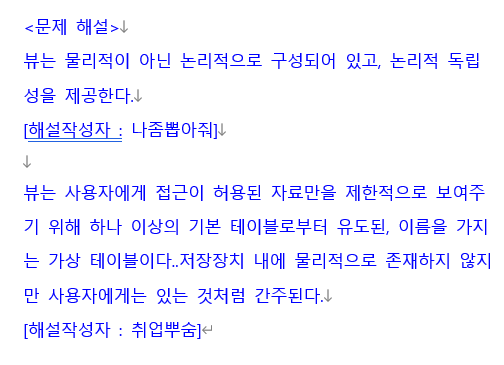 <문제 해설>↓
뷰는 물리적이 아닌 논리적으로 구성되어 있고, 논리적 독립
성을 제공한다.↓
[해설작성자 : 나좀뽑아줘]↓
↓
뷰는 사용자에게 접근이 허용된 자료만을 제한적으로 보여주
기 위해 하나 이상의 기본 테이블로부터 유도된, 이름을 가지
는 가상 테이블이다..저장장치 내에 물리적으로 존재하지 않지
만 사용자에게는 있는 것처럼 간주된다.↓
[해설작성자 : 취업뿌숨]↵